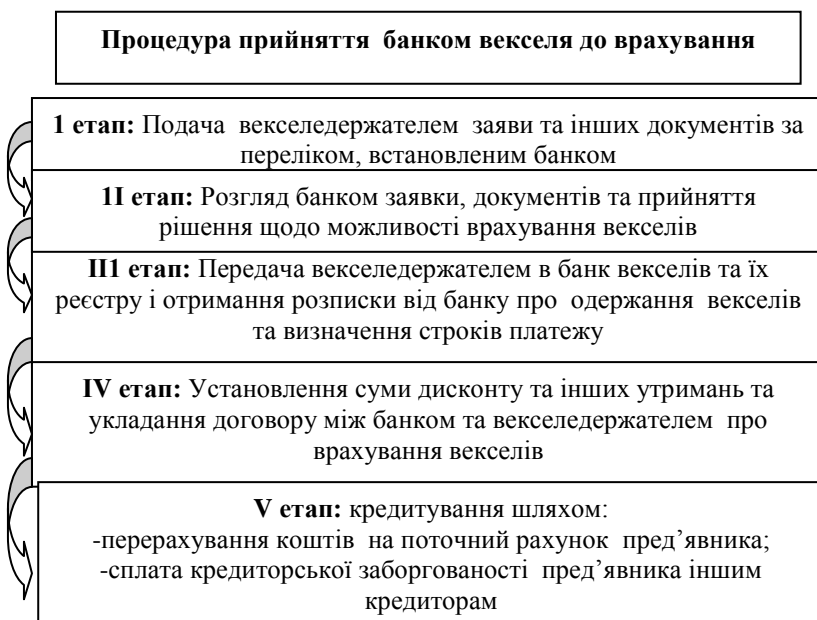 Процедура прийняття банком векселя до врахування
1 етап: Подача векселедержателем заяви та інших документів за
переліком, встановленим банком
1I етап: Розгляд банком заявки, документів та прийняття
рішення щодо можливості врахування векселів
II1 етап: Передача векселедержателем в банк векселів та їх
реєстру і отримання розписки від банку про одержання векселів
та визначення строків платежу
IV етап: Установлення суми дисконту та інших утримань та
укладання договору між банком та векселедержателем про
врахування векселів
V етап: кредитування шляхом:
-перерахування коштів на поточний рахунок пред’явника;
-сплата кредиторської заборгованості пред’явника іншим
кредиторам